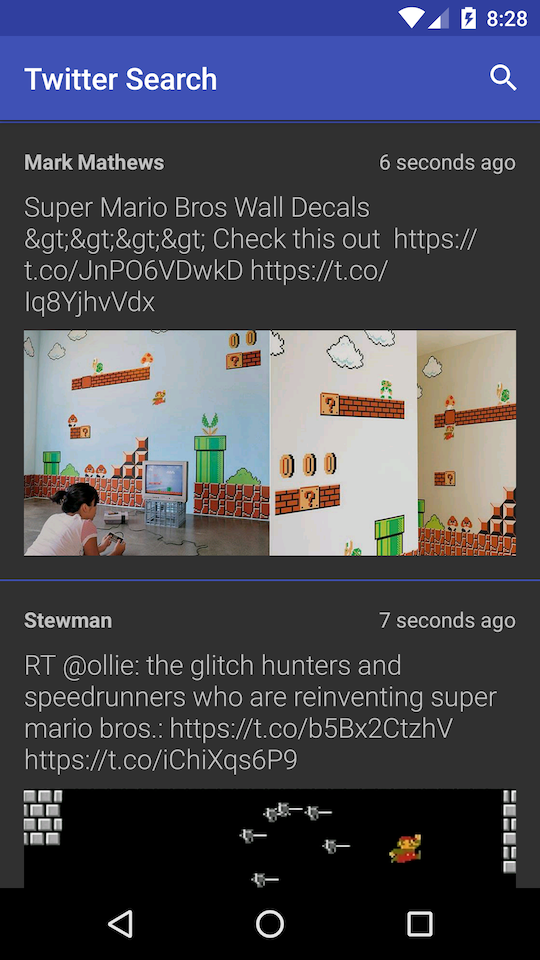 8:28
Twitter Search
Mark Mathews 6 seconds ago
Super Mario Bros Wall Decals
&gt;&gt;&gt;&gt; Check this out  https://
t.co/JnPO6VDwkD https://t.co/
Iq8YjhvVdx
? ? ? ? ? ?
Stewman 7 seconds ago
RT @ollie: the glitch hunters and
speedrunners who are reinventing super
mario bros.: https://t.co/b5Bx2CtzhV
https://t.co/iChiXqs6P9